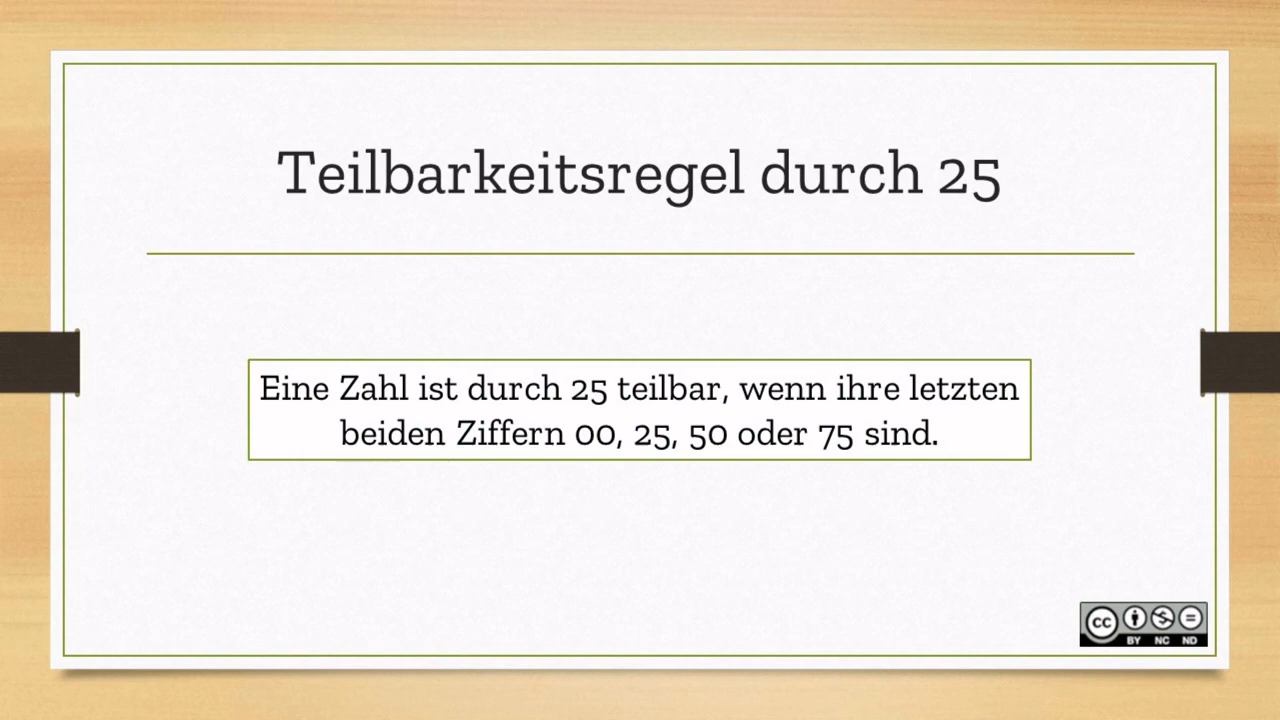 Teilbarkeitsregel durch 25
Eine Zahl ist durch 25 teilbar, wenn ihre letzten
beiden Ziffern 00, 25, 50 oder 75 sind.
cc
BY NC ND